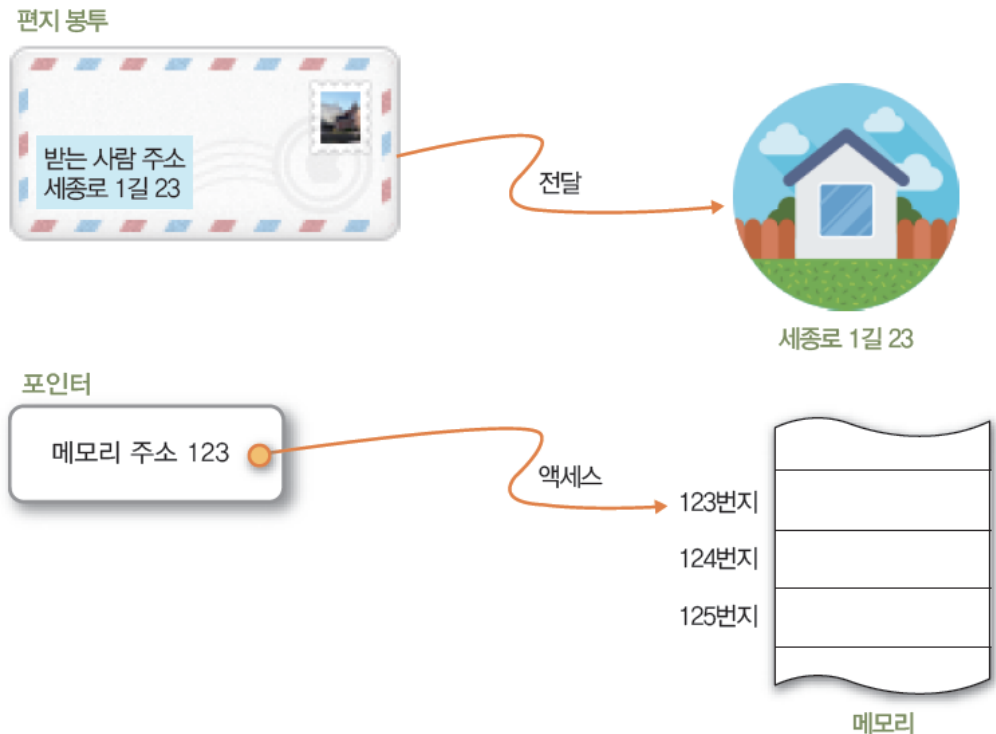 편지 봉투
받는 사람 주소
세종로 1길 23
전달
세종로 1길 23
포인터
메모리 주소 123
액세스
123번지
124번지
125번지
메모리